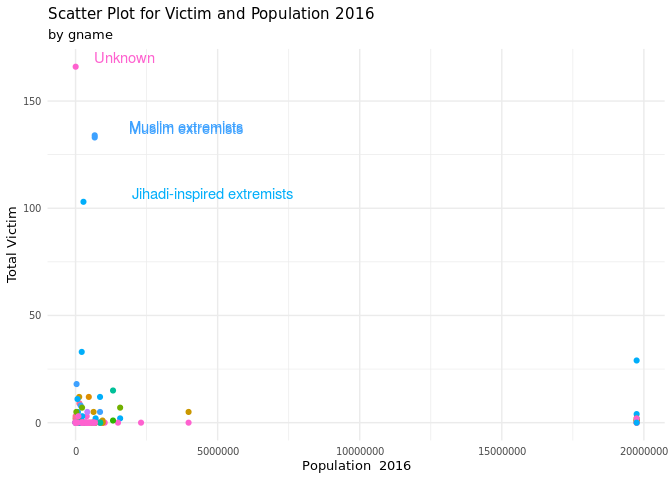 Scatter Plot for Victim and Population 2016
by gname
Unknown
150
Muslim extremists
Muslim extremists
Jihadi-inspired extremists
100
Total Victim
50
0
0
5000000
10000000
15000000
20000000
Population 2016